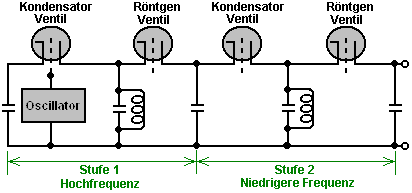 Kondensator Ventil
Röntgen Ventil
Kondensator Ventil
Röntgen Ventil
Oscillator
Stufe 1
Hochfrequenz
Stufe 2
Niedrigere Frequenz